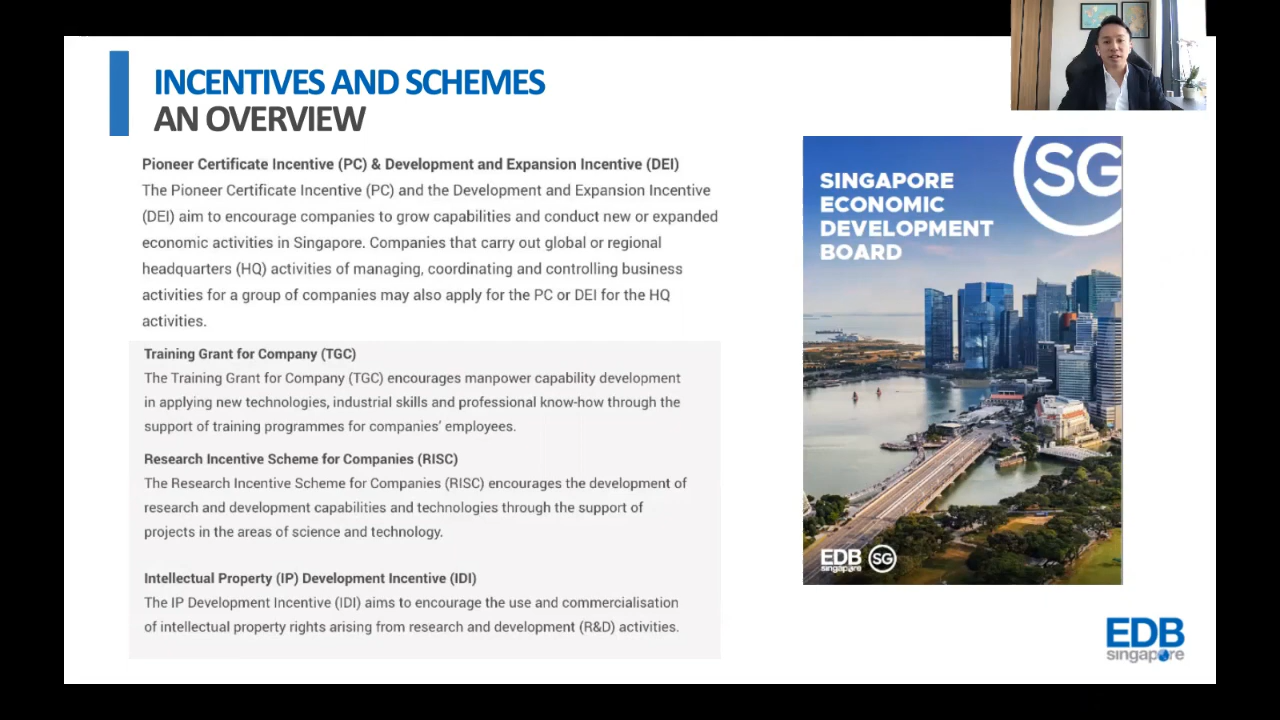 INCENTIVES AND SCHEMES
AN OVERVIEW
Pioneer Certificate Incentive (PC) & Development and Expansion Incentive (DEI)
The Pioneer Certificate Incentive (PC) and the Development and Expansion Incentive
(DEI) aim to encourage companies to grow capabilities and conduct new or expanded
economic activities in Singapore. Companies that carry out global or regional
headquarters (HQ) activities of managing, coordinating and controlling business
activities for a group of companies may also apply for the PC or DEI for the HQ
activities.
Training Grant for Company (TGC)
The Training Grant for Company (TGC) encourages manpower capability development
in applying new technologies, industrial skills and professional know-how through the
support of training programmes for companies' employees.
Research Incentive Scheme for Companies (RISC)
The Research Incentive Scheme for Companies (RISC) encourages the development of
research and development capabilities and technologies through the support of
projects in the areas of science and technology.
Intellectual Property (IP) Development Incentive (IDI)
The IP Development Incentive (IDI) aims to encourage the use and commercialisation
of intellectual property rights arising from research and development (R&D) activities.
SG
SINGAPORE
ECONOMIC
DEVELOPMENT
BOARD
EDB
singapore
SG
EDB
singapore